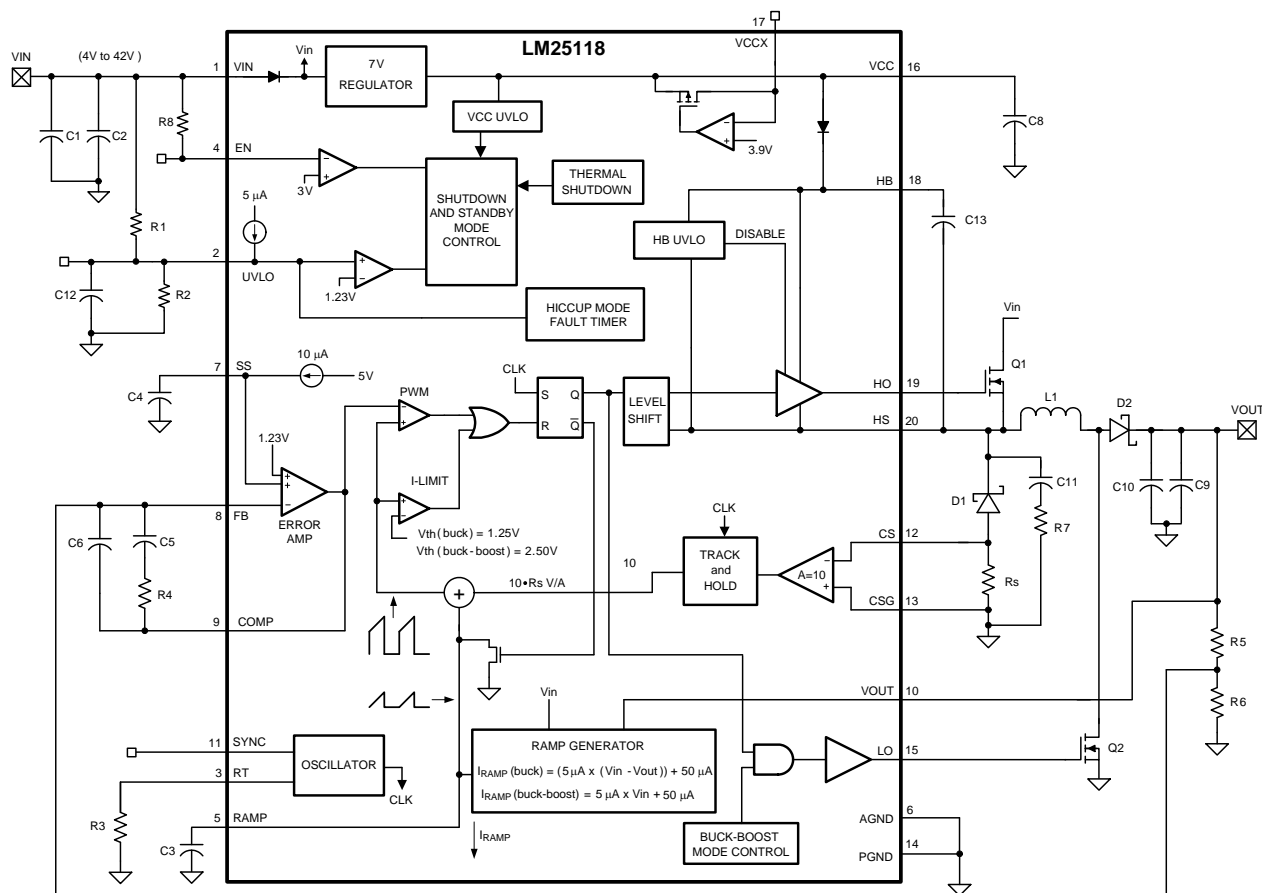 17
VCCX
LM25118
VIN
(4V to 42V )
1
VIN
Vin
7V
REGULATOR
VCC
16
C1
C2
R8
VCC UVLO
3.9V
C8
4
EN
3V
THERMAL
SHUTDOWN
HB
18
5 µA
SHUTDOWN
AND STANDBY
MODE
CONTROL
R1
HB UVLO
DISABLE
C13
2
UVLO
1.23V
C12
R2
HICCUP MODE
FAULT TIMER
Vin
7
SS
10 µA
5V
CLK
PWM
S
Q
R
Q
LEVEL
SHIFT
HO
19
Q1
C4
HS
20
L1
D2
VOUT
1.23V
I-LIMIT
C11
C10
C9
D1
R7
8
FB
ERROR
AMP
Vth (buck) = 1.25V
Vth (buck-boost) = 2.50V
CLK
CS
12
C6
C5
10
TRACK
and
HOLD
A=10
Rs
R4
10•Rs V/A
CSG
13
9
COMP
R5
Vin
VOUT
10
R6
11
SYNC
OSCILLATOR
RAMP GENERATOR
IRAMP (buck) = (5 µA x (Vin - Vout)) + 50 µA
IRAMP (buck-boost) = 5 µA x Vin + 50 µA
LO
15
Q2
3
RT
CLK
R3
5
RAMP
C3
IRAMP
BUCK-BOOST
MODE CONTROL
AGND
6
PGND
14